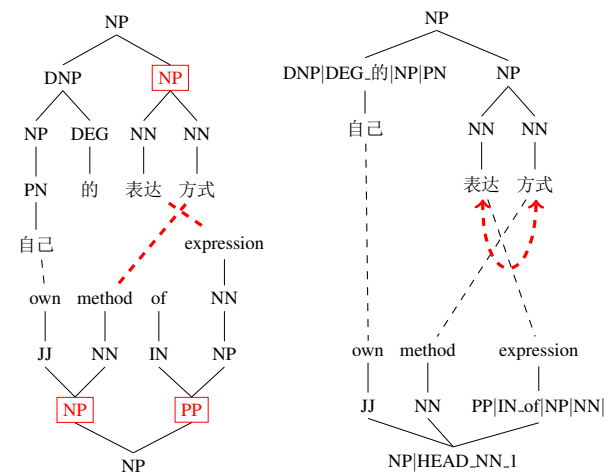 NP
DNP NP
NP DEG NN NN
PN 的 表达 方式
自己
expression
own method of NN
JJ NN IN NP
NP PP
NP
NP
DNP|DEG_的|NP|PN NP
自己 NN NN
表达 方式
own method expression
JJ NN PP|IN_of|NP|NN|
NP|HEAD_NN_1